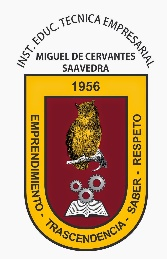 INST. EDUC. TECNICA EMPRESARIAL
MIGUEL DE CERVANTES
SAAVEDRA
1956
EMPRENDIMIENTO - TRASCENDENCIA - SABER - RESPETO